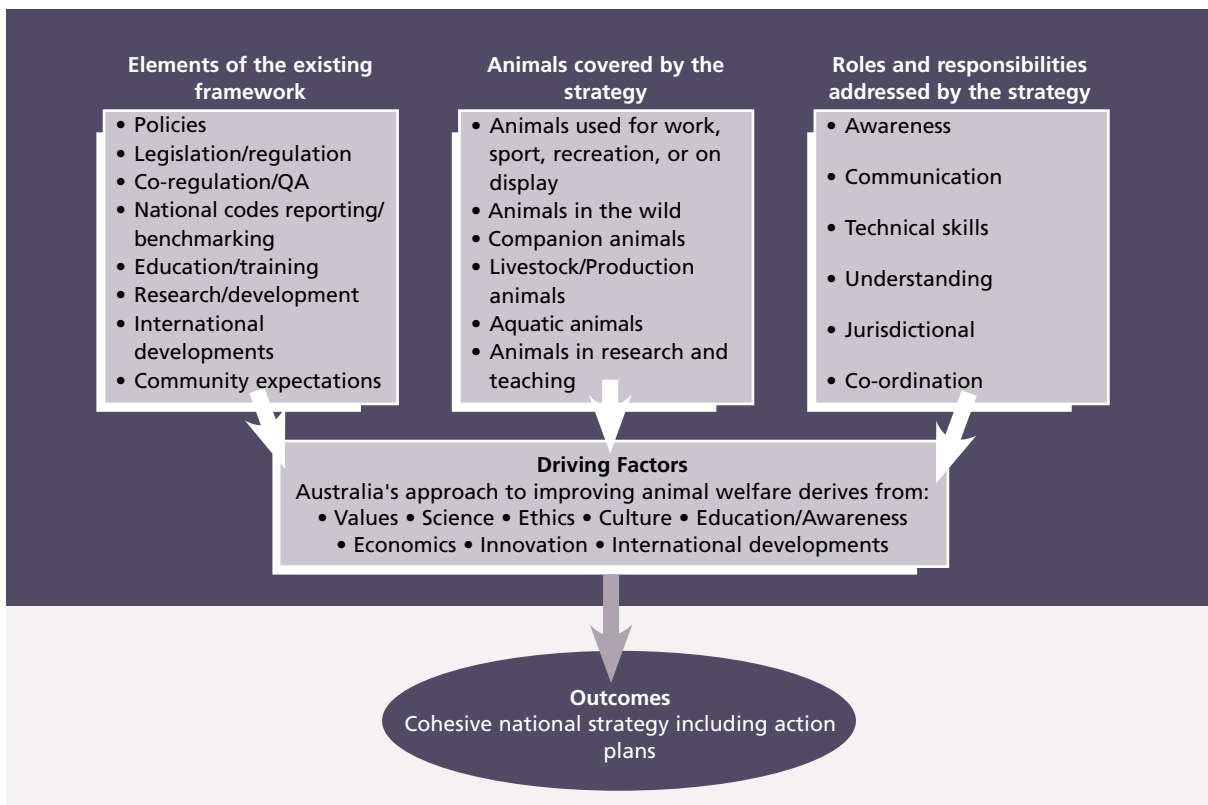 Elements of the existing
framework
• Policies
• Legislation/regulation
• Co-regulation/QA
• National codes reporting/
benchmarking
• Education/training
• Research/development
• International
developments
• Community expectations
Animals covered by the
strategy
• Animals used for work,
sport, recreation, or on
display
• Animals in the wild
• Companion animals
• Livestock/Production
animals
• Aquatic animals
• Animals in research and
teaching
Roles and responsibilities
addressed by the strategy
• Awareness
• Communication
• Technical skills
• Understanding
• Jurisdictional
• Co-ordination
Driving Factors
Australia's approach to improving animal welfare derives from:
• Values • Science • Ethics • Culture • Education/Awareness
• Economics • Innovation • International developments
Outcomes
Cohesive national strategy including action
plans